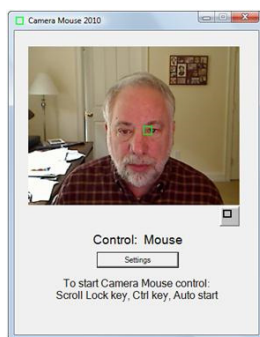 Camera Mouse 2010
Control: Mouse
Settings
To start Camera Mouse control:
Scroll Lock key, Ctrl key, Auto start